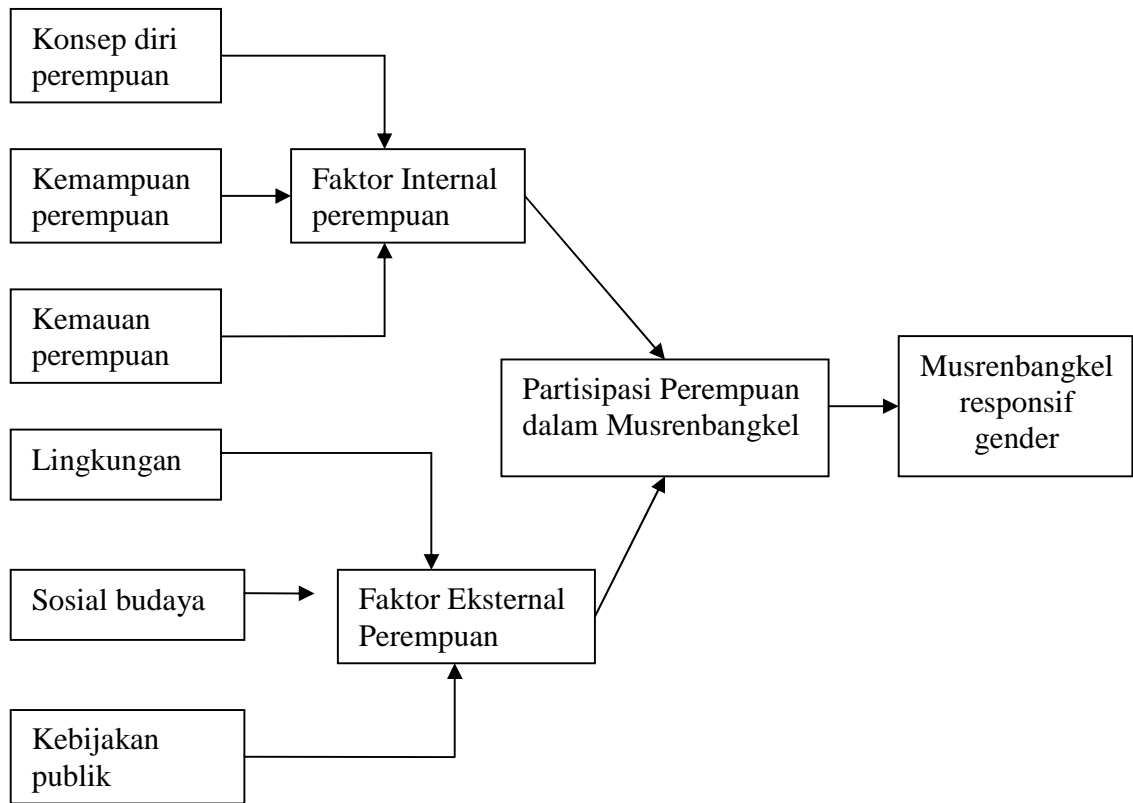 Konsep diri
perempuan
Kemampuan
perempuan
Faktor Internal
perempuan
Kemauan
perempuan
Partisipasi Perempuan
dalam Musrenbangkel
Musrenbangkel
responsif
gender
Lingkungan
Sosial budaya
Faktor Eksternal
Perempuan
Kebijakan
publik